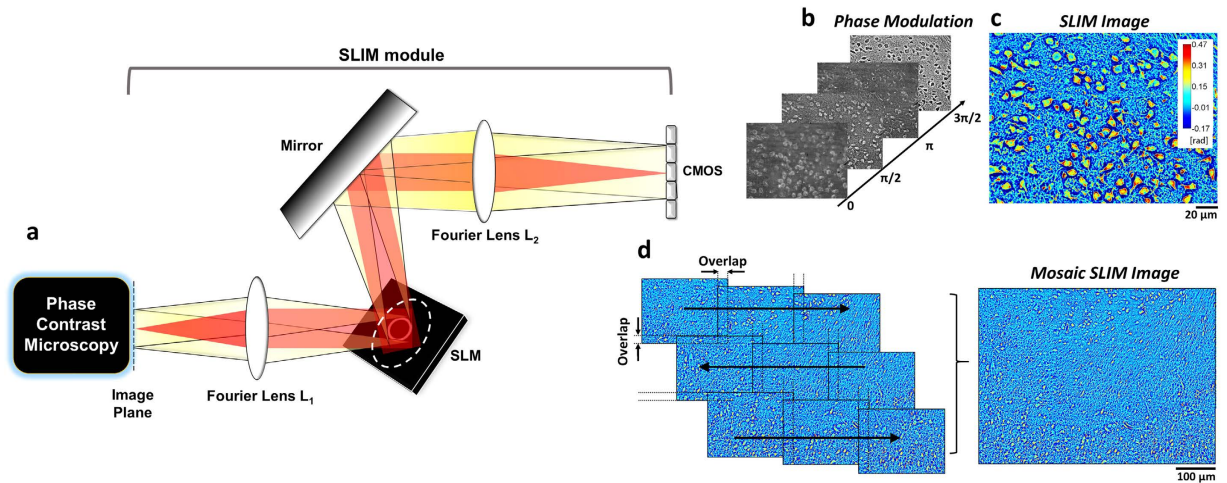 a
SLIM module
Mirror
CMOS
Fourier Lens L₂
Phase
Contrast
Microscopy
SLM
Image
Plane
Fourier Lens L₁
b
Phase Modulation
0
π/2
π
3π/2
c
SLIM Image
0.47
0.31
0.15
-0.01
-0.17
[rad]
20 µm
d
Overlap
Overlap
Mosaic SLIM Image
100 µm